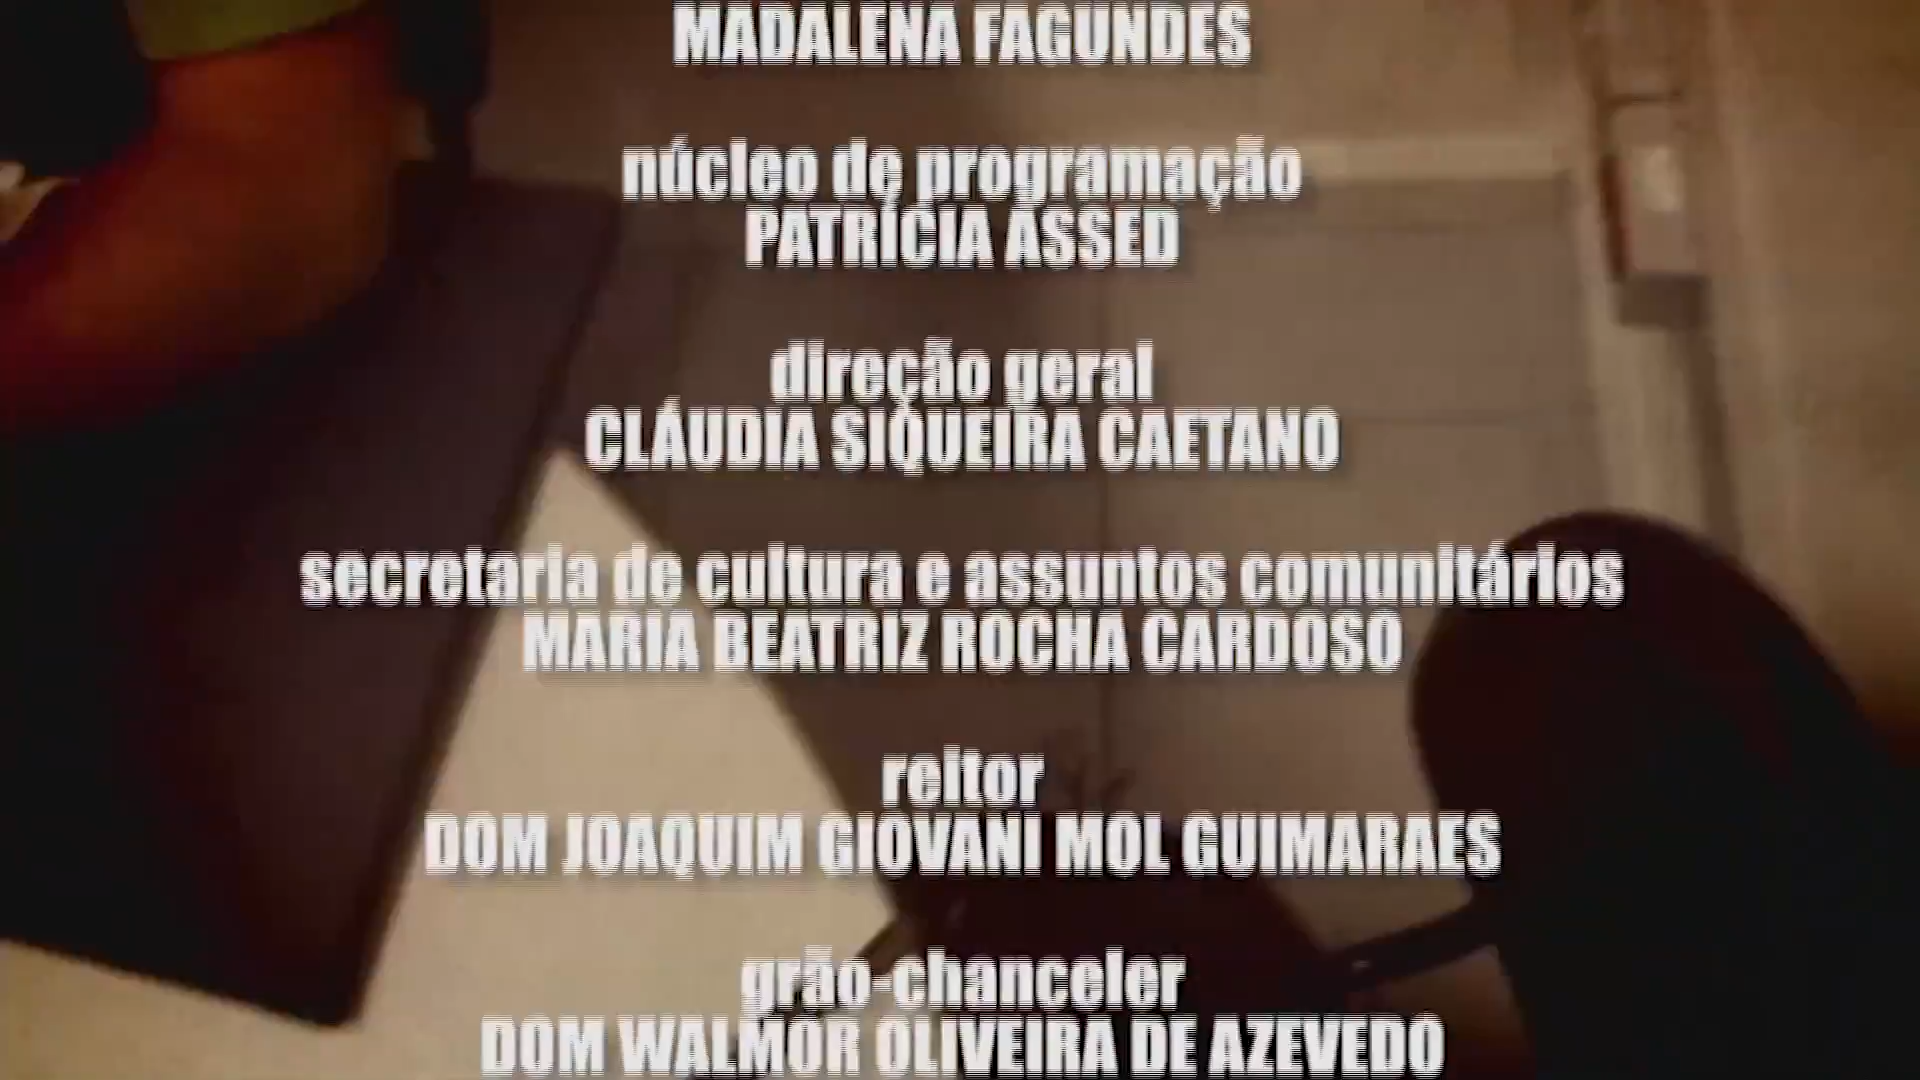 MADALENA FAGUNDES
núcleo de programação
PATRÍCIA ASSED
direção geral
CLÁUDIA SIQUEIRA CAETANO
secretaria de cultura e assuntos comunitários
MARIA BEATRIZ ROCHA CARDOSO
reitor
DOM JOAQUIM GIOVANI MOL GUIMARAES
grão-chanceler
DOM WALMOR OLIVEIRA DE AZEVEDO